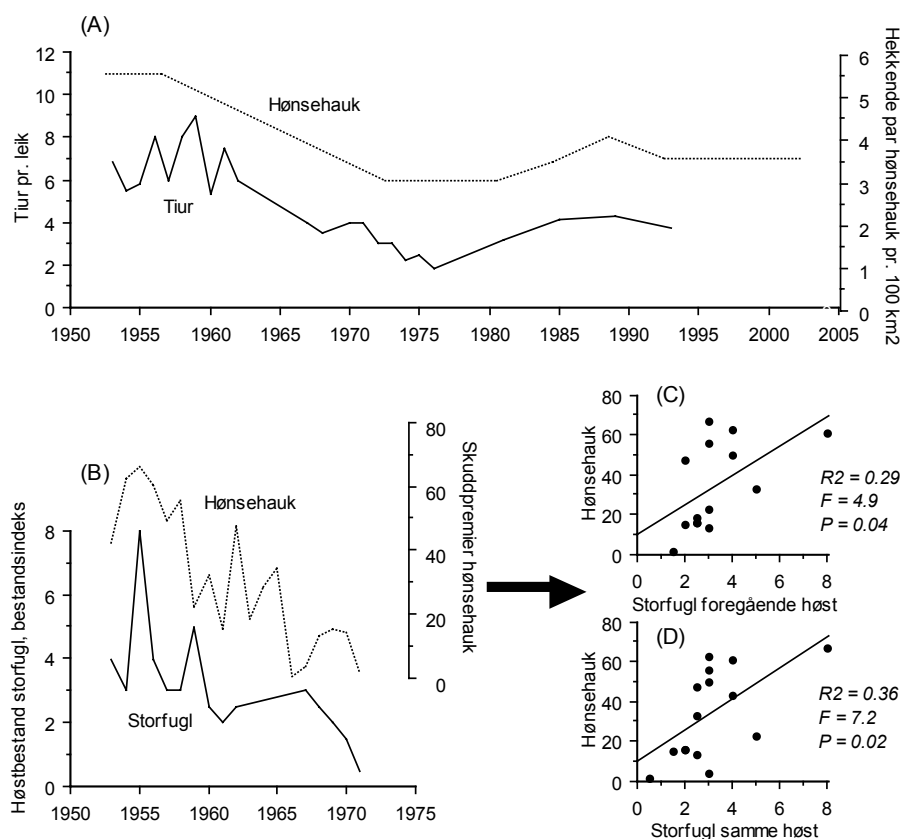 (A)
12
10
8
6
4
2
0
Tiur pr. leik
Hønsehauk
Tiur
6
5
4
3
2
1
0
Hekkende par hønsehauk pr. 100 km2
1950 1955 1960 1965 1970 1975 1980 1985 1990 1995 2000 2005
(B)
8
6
4
2
0
Høstbestand storfugl, bestandsindeks
Hønsehauk
Storfugl
80
60
40
20
0
Skuddpremier hønsehauk
1950 1955 1960 1965 1970 1975
(C)
80
60
40
20
0
Hønsehauk
R2 = 0.29
F = 4.9
P = 0.04
0 2 4 6 8
Storfugl foregående høst
(D)
80
60
40
20
0
Hønsehauk
R2 = 0.36
F = 7.2
P = 0.02
0 2 4 6 8
Storfugl samme høst